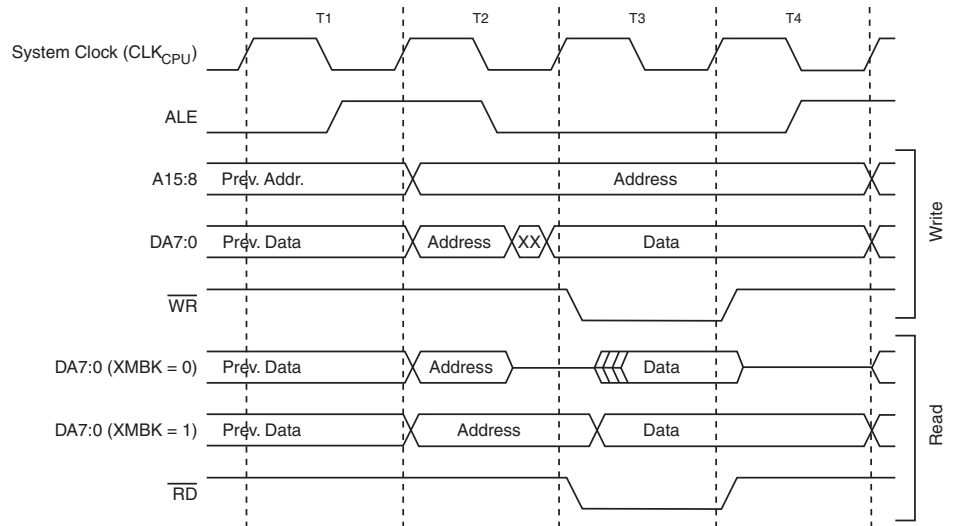 T1 T2 T3 T4
System Clock (CLKCPU)
ALE
A15:8 Prev. Addr. Address
DA7:0 Prev. Data Address XX Data
WR
Write
DA7:0 (XMBK = 0) Prev. Data Address Data
DA7:0 (XMBK = 1) Prev. Data Address Data
RD
Read